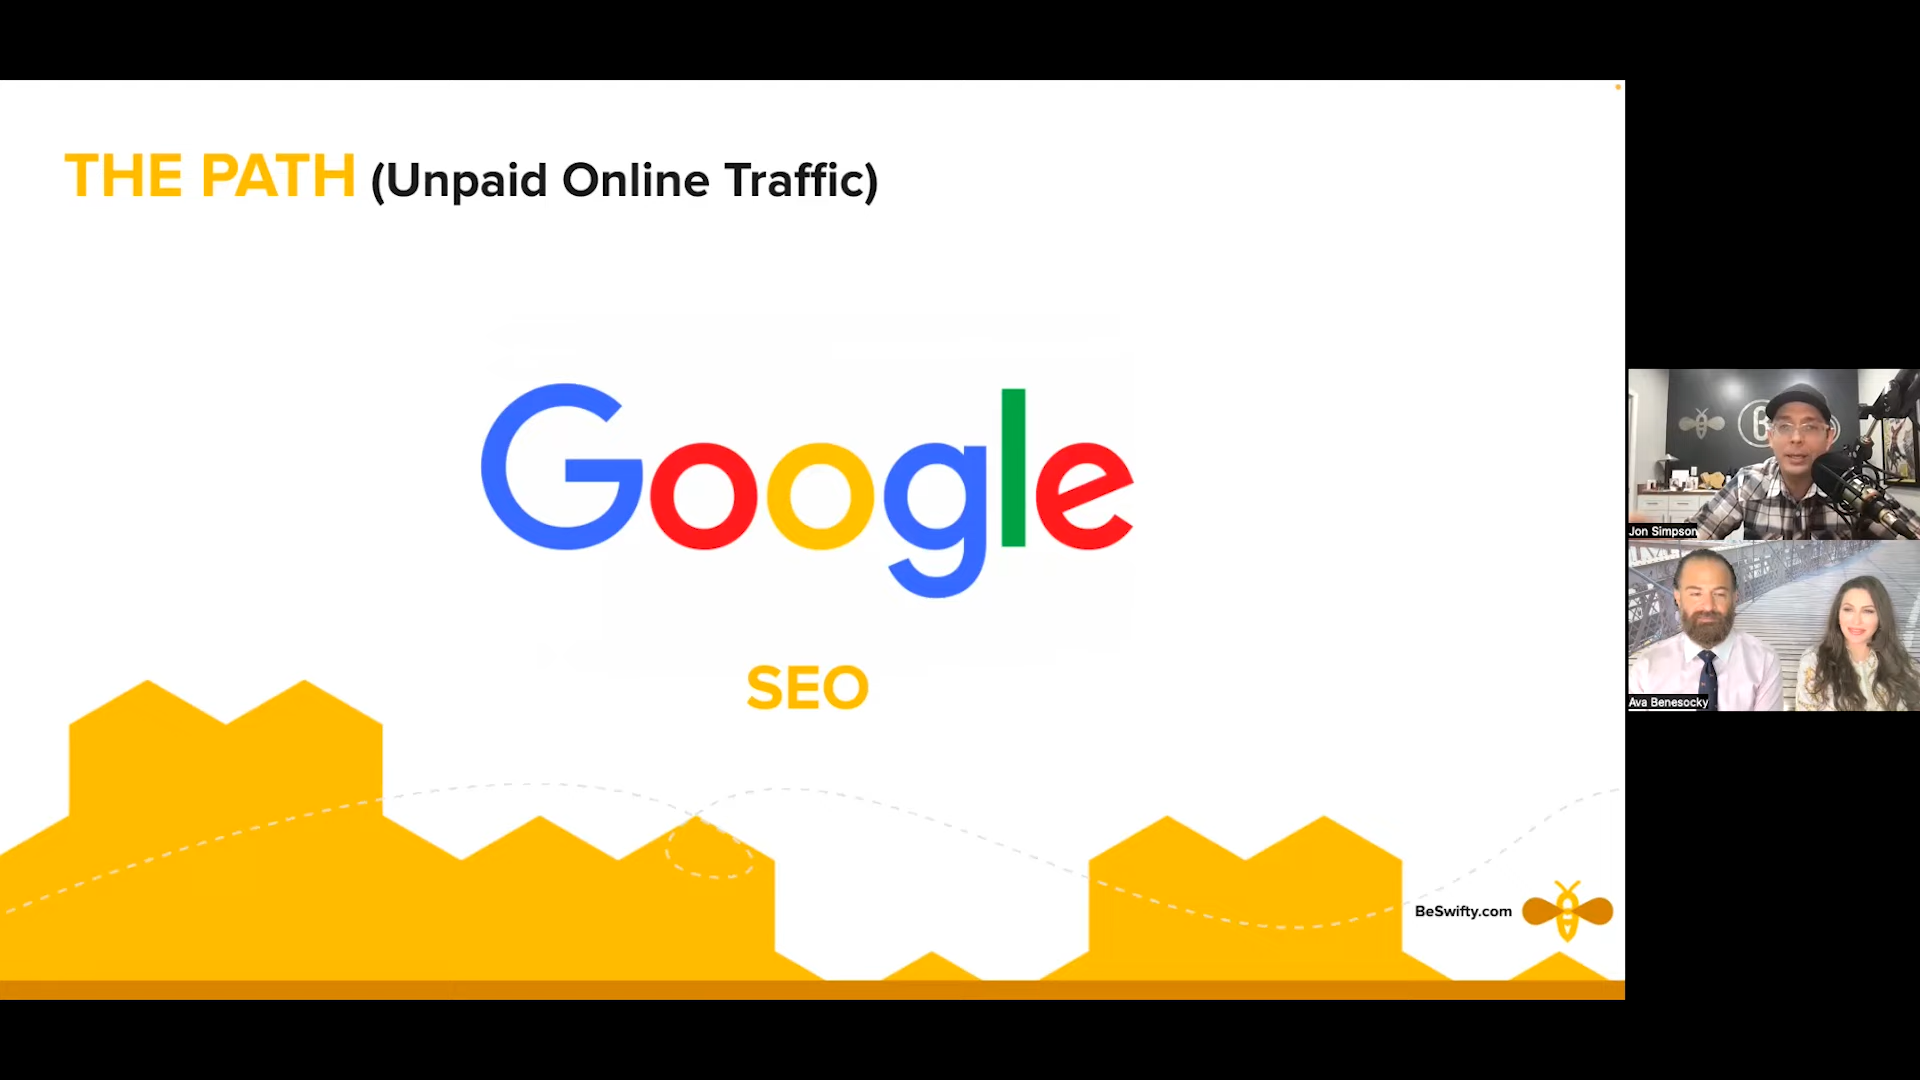 THE PATH (Unpaid Online Traffic)
Google
SEO
BeSwifty.com
Jon Simpson
Ava Benesocky